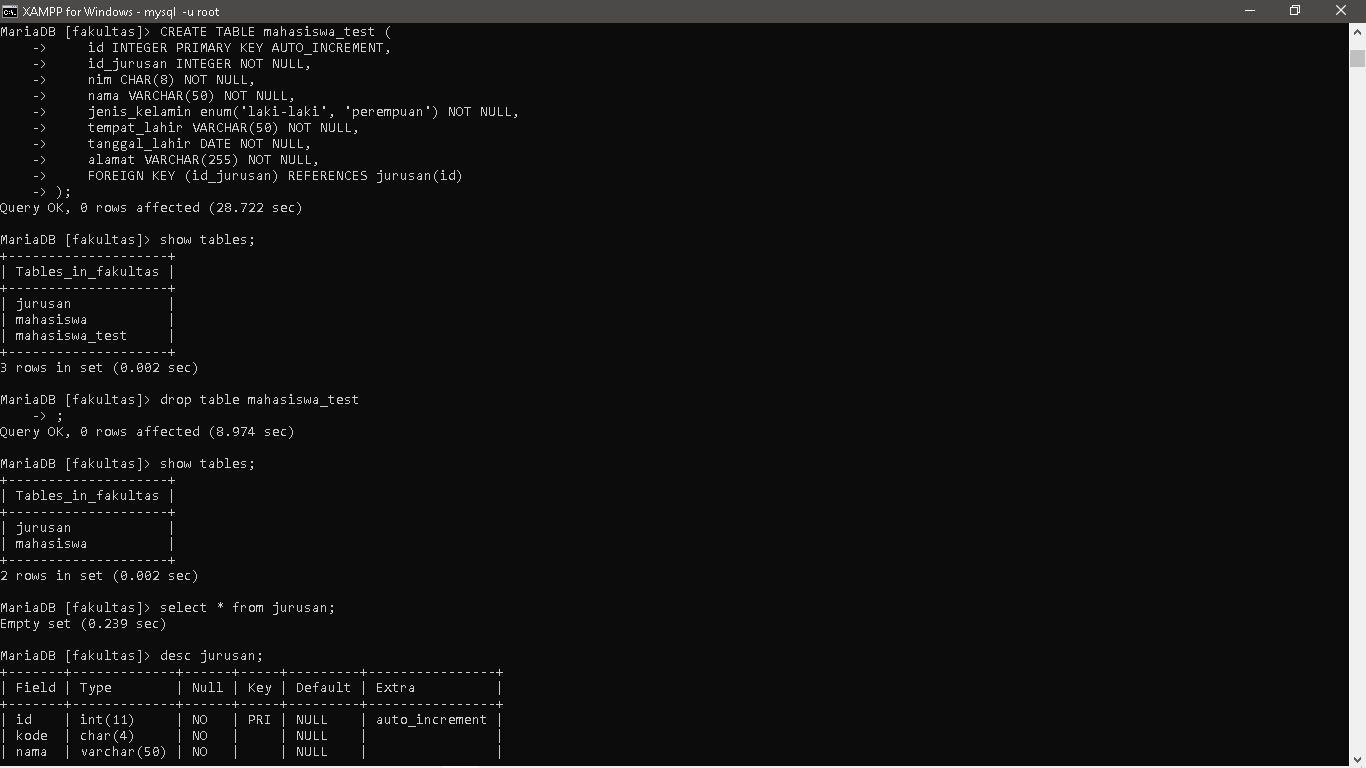 XAMPP for Windows - mysql -u root
MariaDB [fakultas]> CREATE TABLE mahasiswa_test (
    ->     id INTEGER PRIMARY KEY AUTO_INCREMENT,
    ->     id_jurusan INTEGER NOT NULL,
    ->     nim CHAR(8) NOT NULL,
    ->     nama VARCHAR(50) NOT NULL,
    ->     jenis_kelamin enum('laki-laki', 'perempuan') NOT NULL,
    ->     tempat_lahir VARCHAR(50) NOT NULL,
    ->     tanggal_lahir DATE NOT NULL,
    ->     alamat VARCHAR(255) NOT NULL,
    ->     FOREIGN KEY (id_jurusan) REFERENCES jurusan(id)
    -> );
Query OK, 0 rows affected (28.722 sec)
MariaDB [fakultas]> show tables;
+--------------------+
| Tables_in_fakultas |
+--------------------+
| jurusan            |
| mahasiswa          |
| mahasiswa_test     |
+--------------------+
3 rows in set (0.002 sec)
MariaDB [fakultas]> drop table mahasiswa_test
    -> ;
Query OK, 0 rows affected (8.974 sec)
MariaDB [fakultas]> show tables;
+--------------------+
| Tables_in_fakultas |
+--------------------+
| jurusan            |
| mahasiswa          |
+--------------------+
2 rows in set (0.002 sec)
MariaDB [fakultas]> select * from jurusan;
Empty set (0.239 sec)
MariaDB [fakultas]> desc jurusan;
+-------+-------------+------+-----+---------+----------------+
| Field | Type        | Null | Key | Default | Extra          |
+-------+-------------+------+-----+---------+----------------+
| id    | int(11)     | NO   | PRI | NULL    | auto_increment |
| kode  | char(4)     | NO   |     | NULL    |                |
| nama  | varchar(50) | NO   |     | NULL    |                |